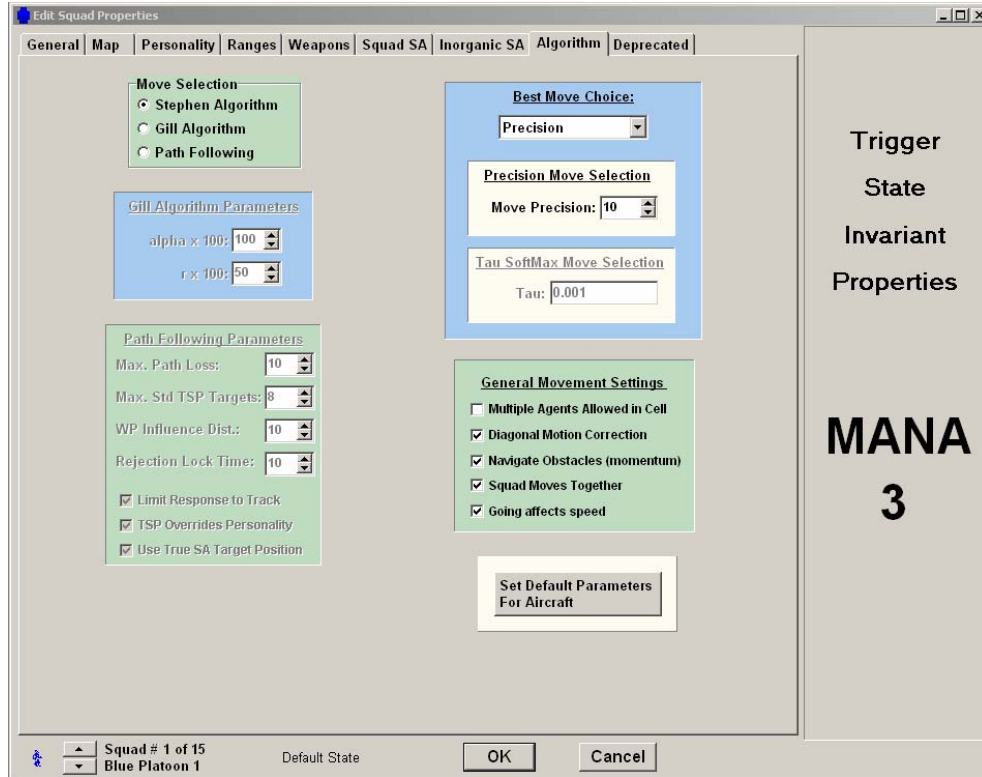 Edit Squad Properties
General Map Personality Ranges Weapons Squad SA Inorganic SA Algorithm Deprecated
Move Selection
Stephen Algorithm
Gill Algorithm
Path Following
Gill Algorithm Parameters
alpha x 100: 100
r x 100: 50
Path Following Parameters
Max. Path Loss: 10
Max. Std TSP Targets: 8
WP Influence Dist.: 10
Rejection Lock Time: 10
Limit Response to Track
TSP Overrides Personality
Use True SA Target Position
Best Move Choice:
Precision
Precision Move Selection
Move Precision: 10
Tau SoftMax Move Selection
Tau: 0.001
General Movement Settings
Multiple Agents Allowed in Cell
Diagonal Motion Correction
Navigate Obstacles (momentum)
Squad Moves Together
Going affects speed
Set Default Parameters
For Aircraft
Trigger
State
Invariant
Properties
MANA
3
Squad # 1 of 15
Blue Platoon 1
Default State
OK
Cancel